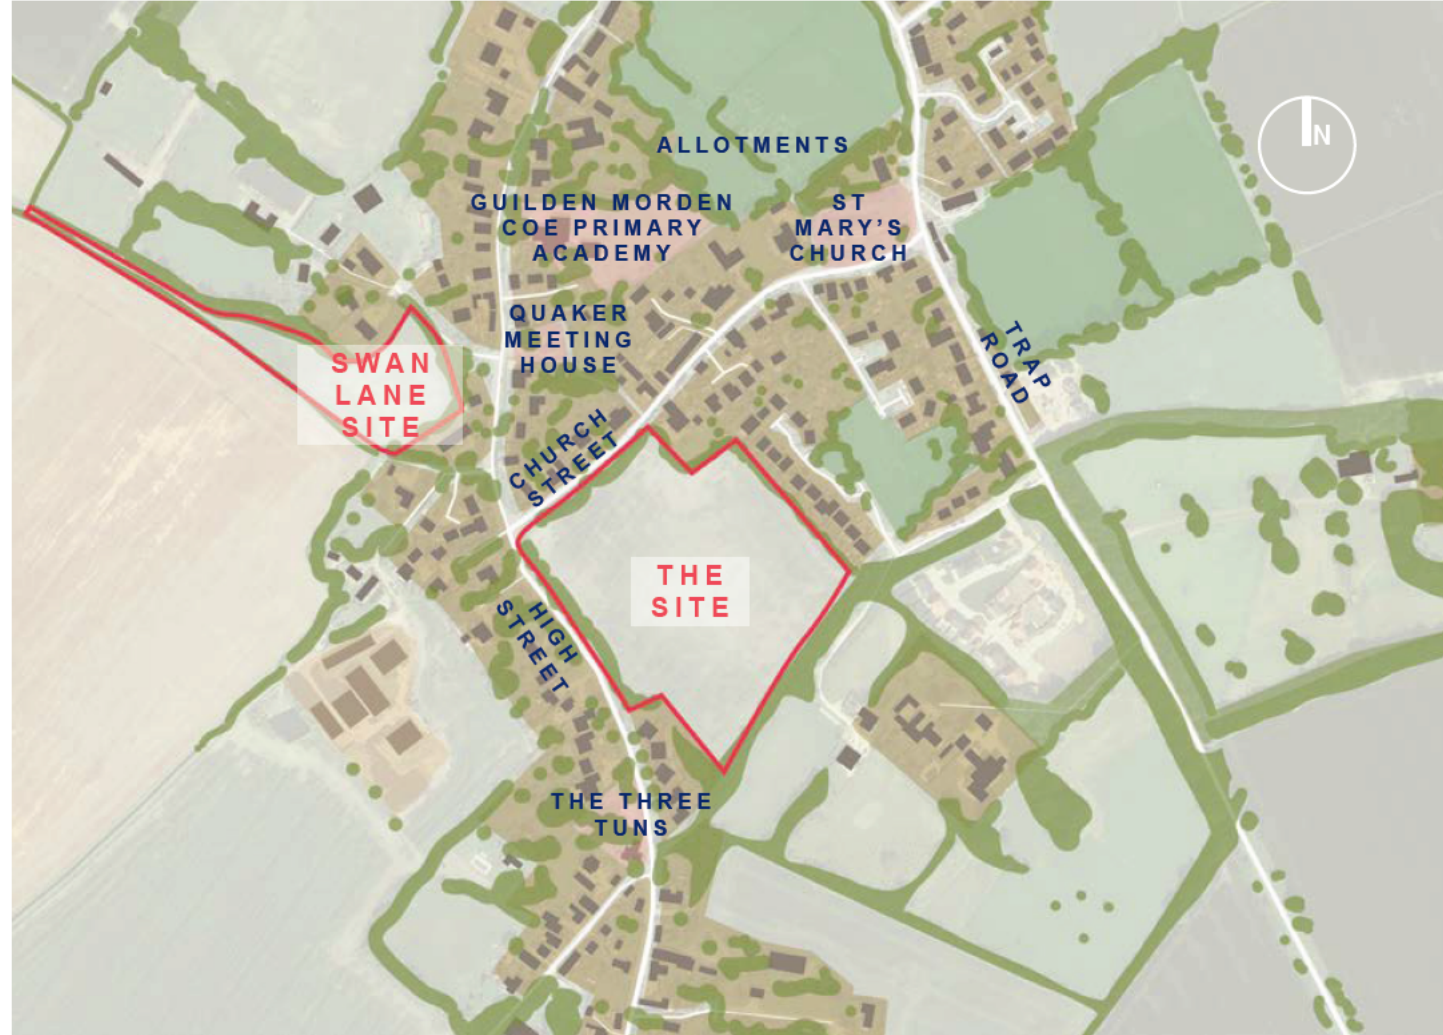 N
ALLOTMENTS
GUILDEN MORDEN
COE PRIMARY
ACADEMY
ST
MARY'S
CHURCH
QUAKER
MEETING
HOUSE
TRAP
ROAD
SWAN
LANE
SITE
CHURCH
STREET
THE
SITE
HIGH
STREET
THE THREE
TUNS